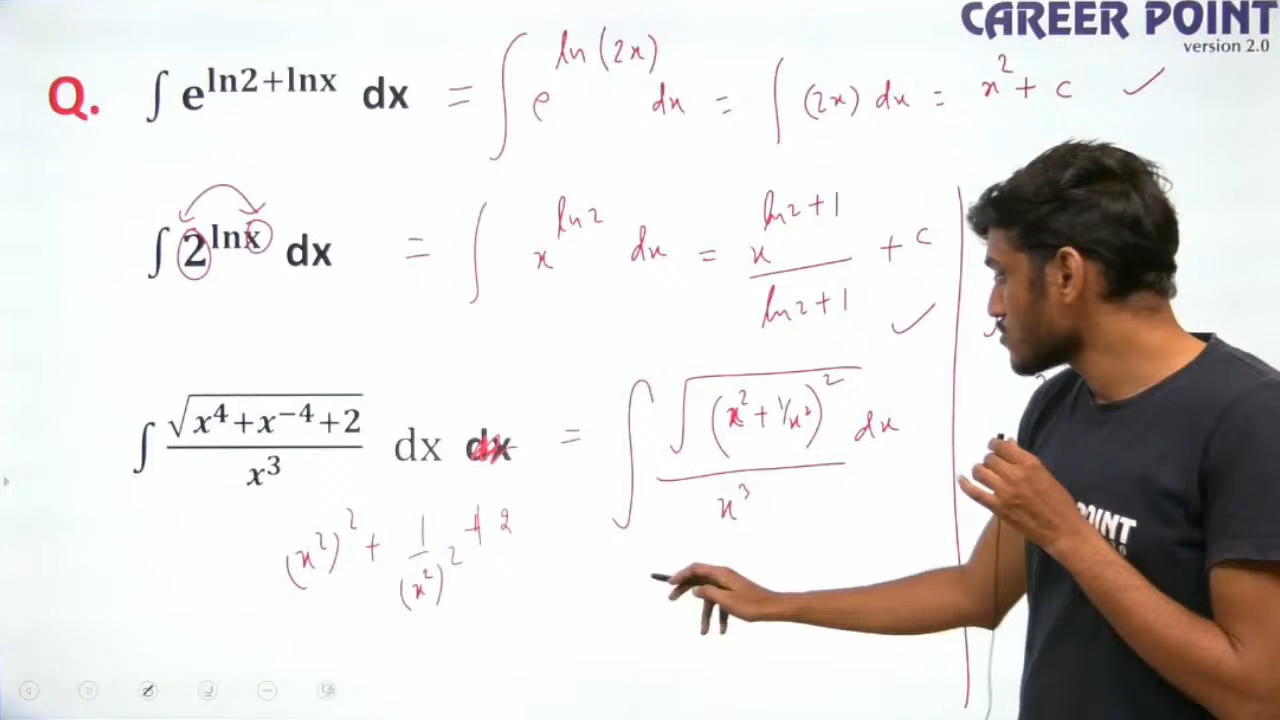 CAREER POINT
version 2.0
Q. ∫ e^{ln2+lnx} dx = ∫ e^{ln(2x)} dx = ∫ (2x) dx = x² + c ✓
∫ 2^{lnx} dx = ∫ x^{ln2} dx = x^{ln2+1} / ln2+1 + c ✓
∫ √(x⁴+x⁻⁴+2) / x³ dx dx = ∫ √((x²+1/x²)²) / x³ dx
(x²)² + 1/(x²)² + 2
POINT